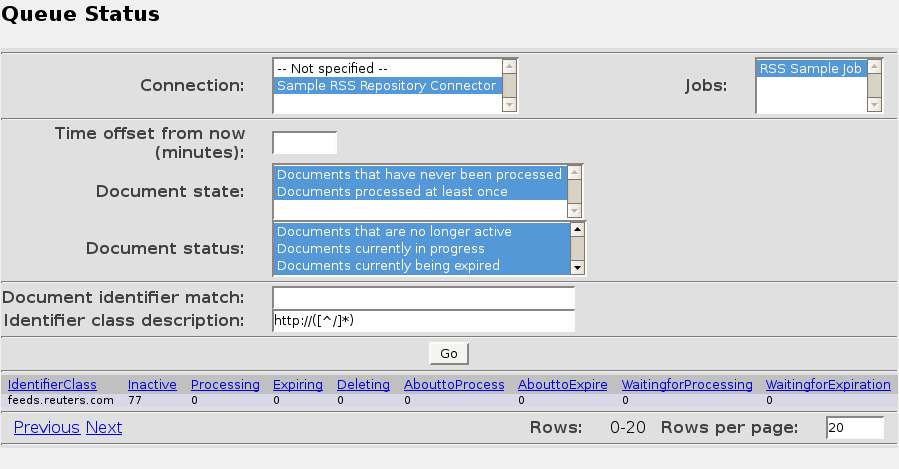 Queue Status
Connection: -- Not specified -- Jobs: RSS Sample Job
Sample RSS Repository Connector
Time offset from now
(minutes):
Document state: Documents that have never been processed
Documents processed at least once
Document status: Documents that are no longer active
Documents currently in progress
Documents currently being expired
Document identifier match:
Identifier class description: http://([^/]*)
Go
IdentifierClass Inactive Processing Expiring Deleting AbouttoProcess AbouttoExpire WaitingforProcessing WaitingforExpiration
feeds.reuters.com 77 0 0 0 0 0 0 0
Previous Next Rows: 0-20 Rows per page: 20